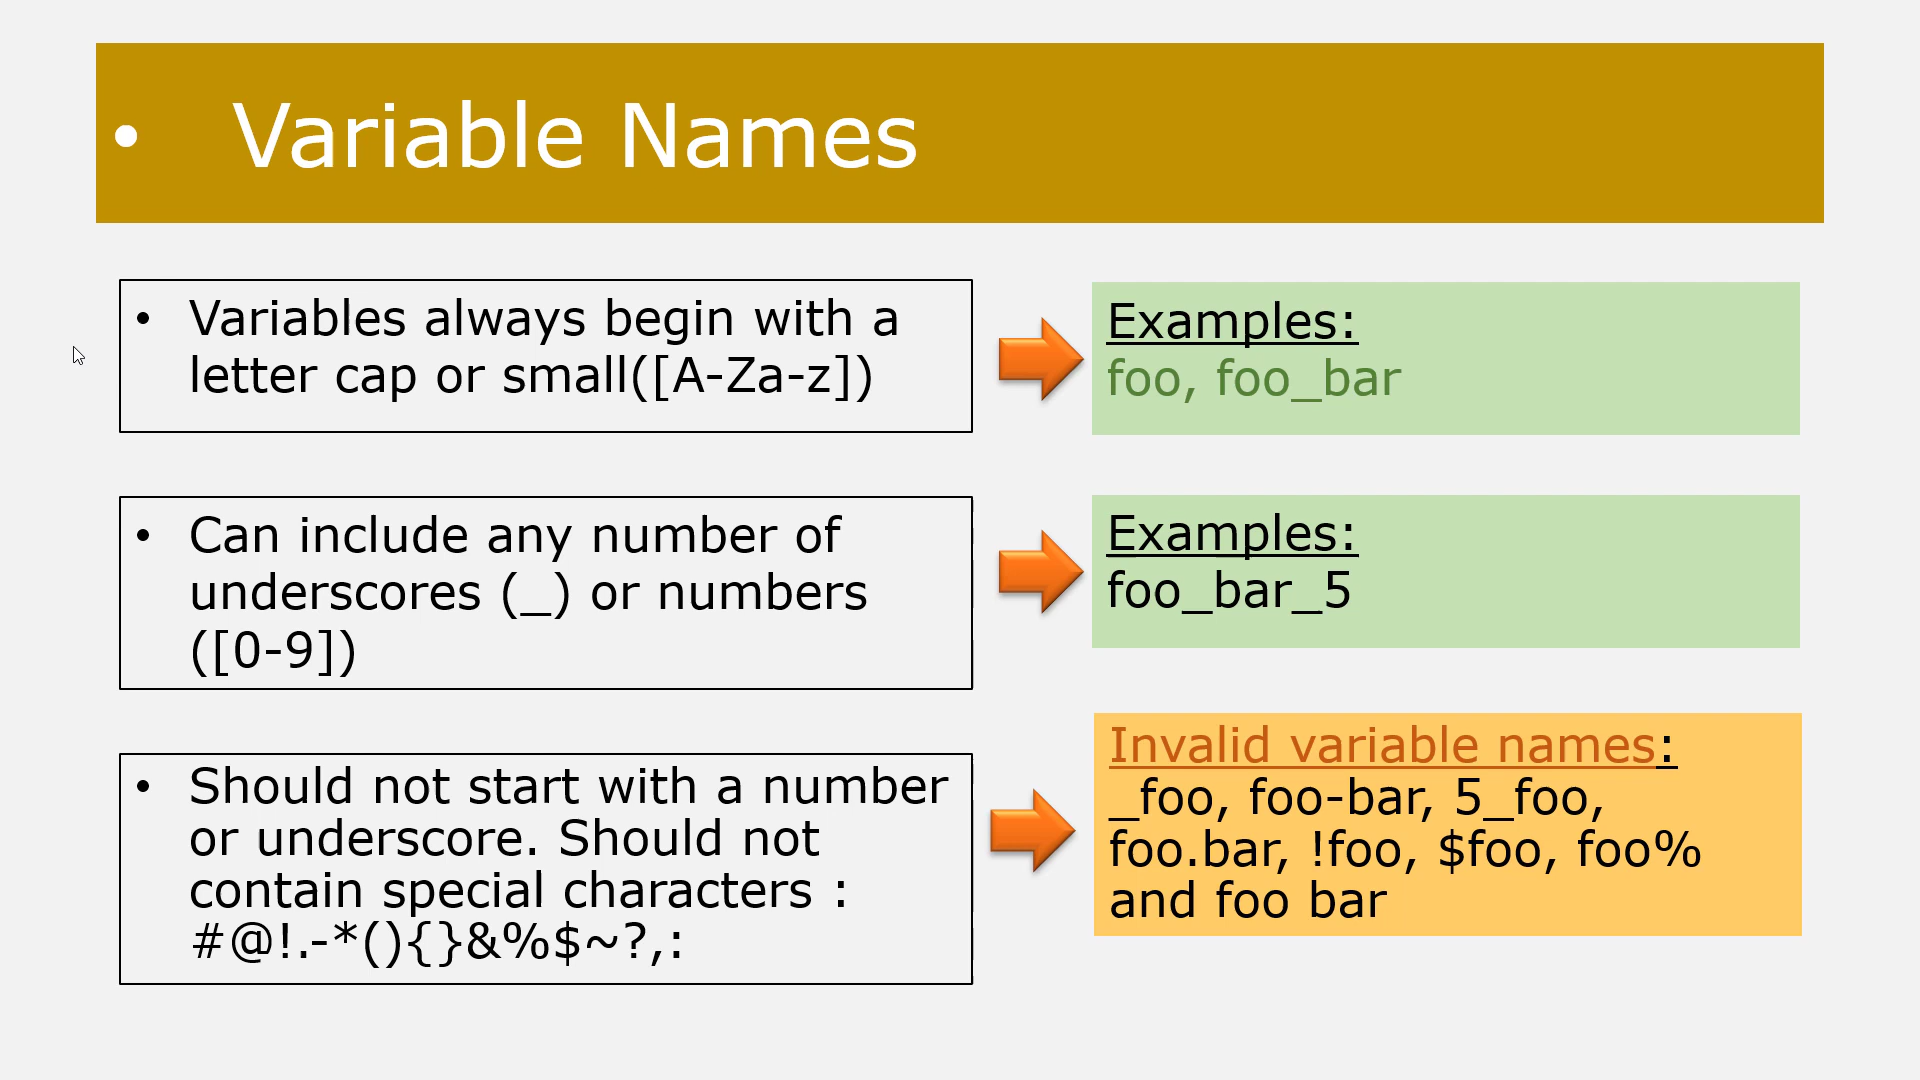 • Variable Names
• Variables always begin with a
letter cap or small([A-Za-z])
Examples:
foo, foo_bar
• Can include any number of
underscores (_) or numbers
([0-9])
Examples:
foo_bar_5
• Should not start with a number
or underscore. Should not
contain special characters :
#@!.-*(){}&%$~?,:
Invalid variable names:
_foo, foo-bar, 5_foo,
foo.bar, !foo, $foo, foo%
and foo bar